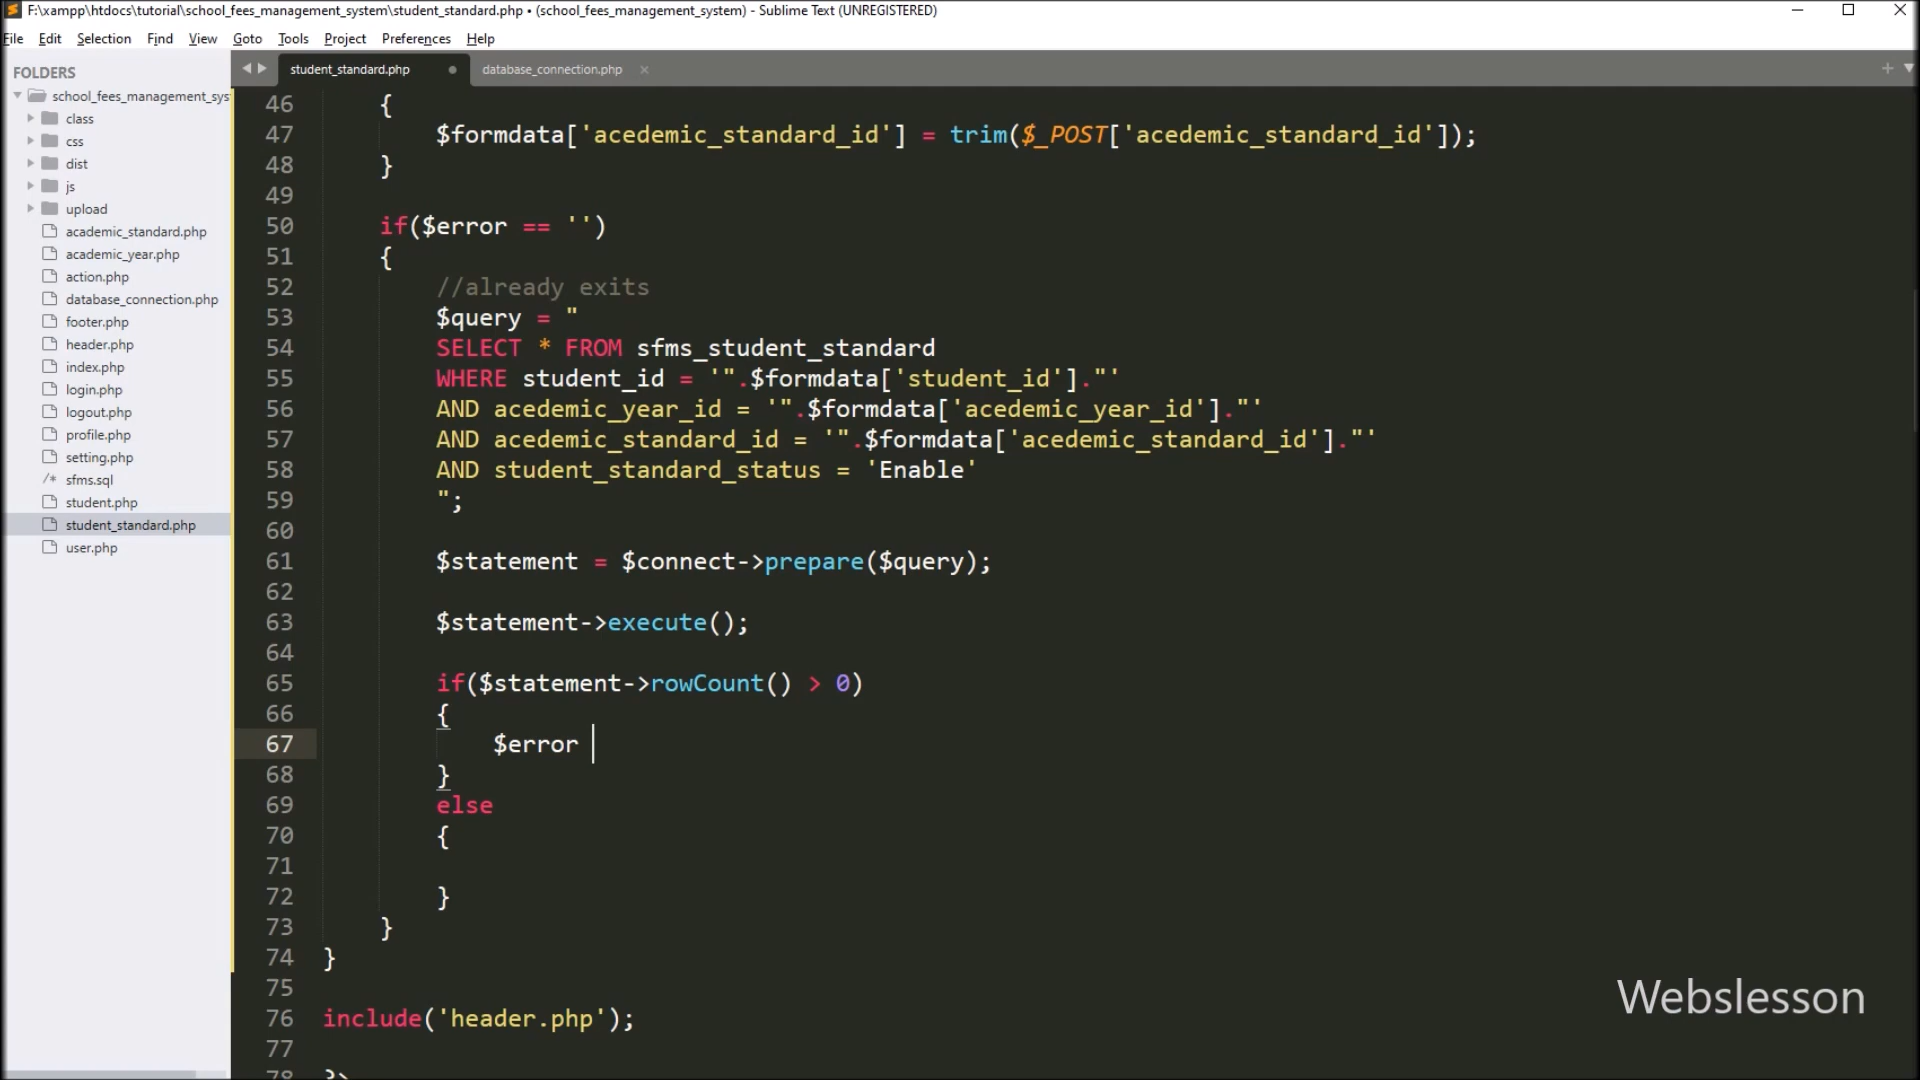 F:\xampp\htdocs\tutorial\school_fees_management_system\student_standard.php • (school_fees_management_system) - Sublime Text (UNREGISTERED)
File Edit Selection Find View Goto Tools Project Preferences Help
FOLDERS
school_fees_management_sys
class
css
dist
js
upload
academic_standard.php
academic_year.php
action.php
database_connection.php
footer.php
header.php
index.php
login.php
logout.php
profile.php
setting.php
/* sfms.sql
student.php
student_standard.php
user.php
student_standard.php database_connection.php
46 {
47 $formdata['acedemic_standard_id'] = trim($_POST['acedemic_standard_id']);
48 }
49
50 if($error == '')
51 {
52 //already exits
53 $query = "
54 SELECT * FROM sfms_student_standard
55 WHERE student_id = '".$formdata['student_id']."'
56 AND acedemic_year_id = '".$formdata['acedemic_year_id']."'
57 AND acedemic_standard_id = '".$formdata['acedemic_standard_id']."'
58 AND student_standard_status = 'Enable'
59 ";
60
61 $statement = $connect->prepare($query);
62
63 $statement->execute();
64
65 if($statement->rowCount() > 0)
66 {
67 $error
68 }
69 else
70 {
71
72 }
73 }
74 }
75
76 include('header.php');
77
78 ?>
Webslesson